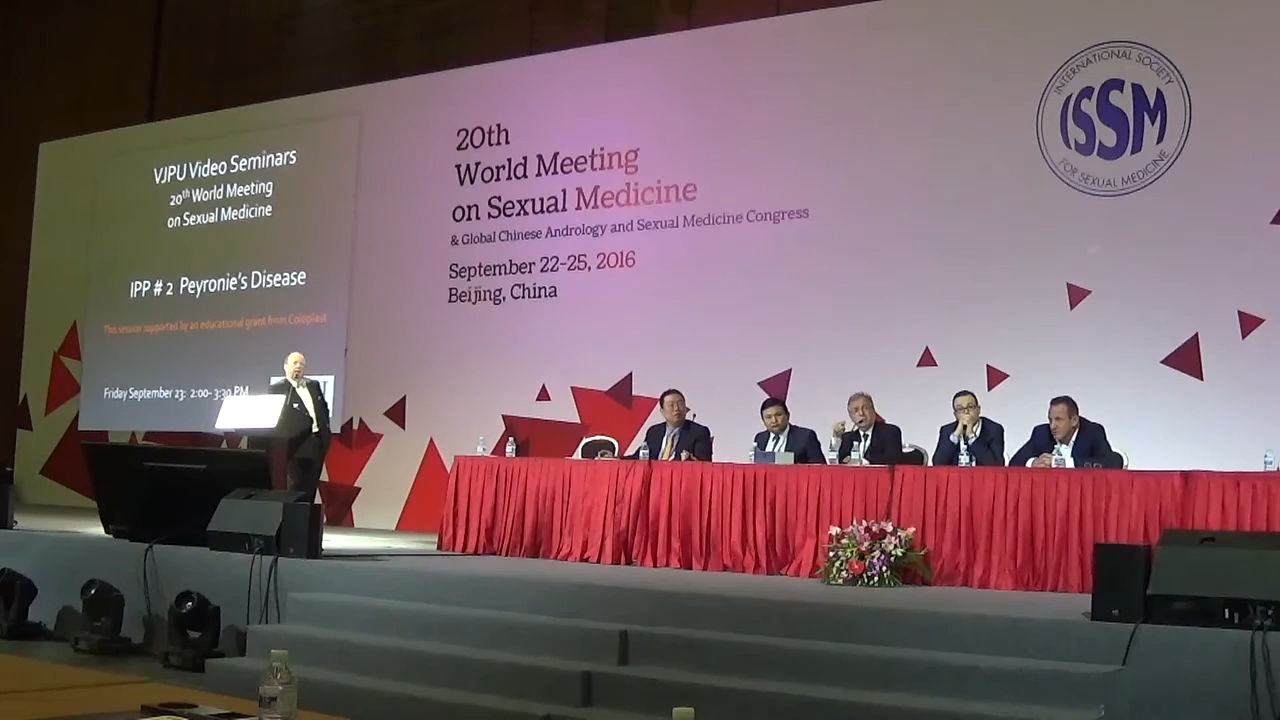 VJPU Video Seminars
20th World Meeting
on Sexual Medicine
IPP # 2 Peyronie's Disease
This session supported by an educational grant from Coloplast
Friday September 23: 2:00-3:30 PM
20th
World Meeting
on Sexual Medicine
& Global Chinese Andrology and Sexual Medicine Congress
September 22-25, 2016
Beijing, China
INTERNATIONAL SOCIETY
ISSM
FOR SEXUAL MEDICINE